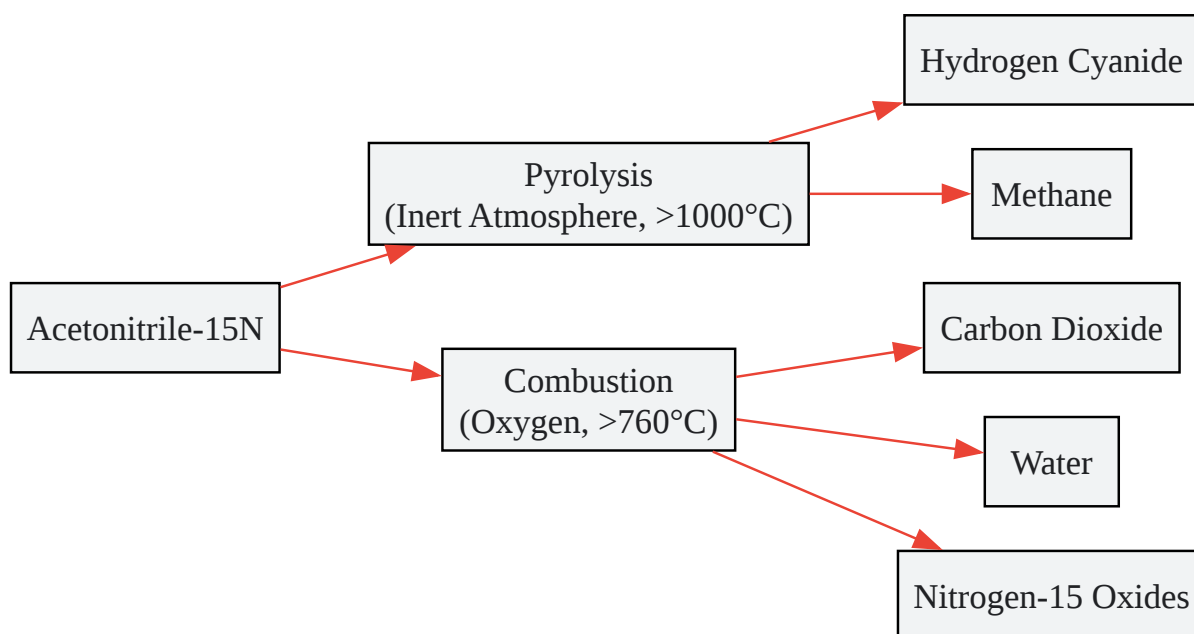 Hydrogen Cyanide
Pyrolysis
(Inert Atmosphere, >1000°C)
Methane
Acetonitrile-15N
Carbon Dioxide
Combustion
(Oxygen, >760°C)
Water
Nitrogen-15 Oxides